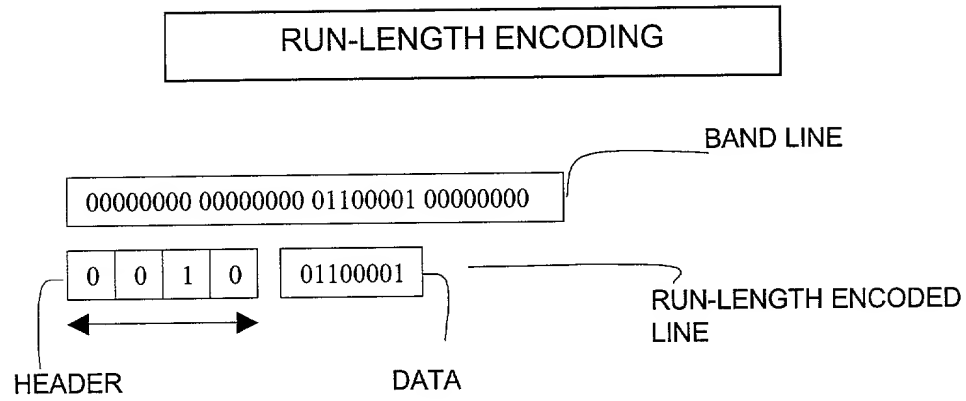 RUN-LENGTH ENCODING
BAND LINE
00000000 00000000 01100001 00000000
0 0 1 0 01100001
RUN-LENGTH ENCODED
LINE
HEADER DATA